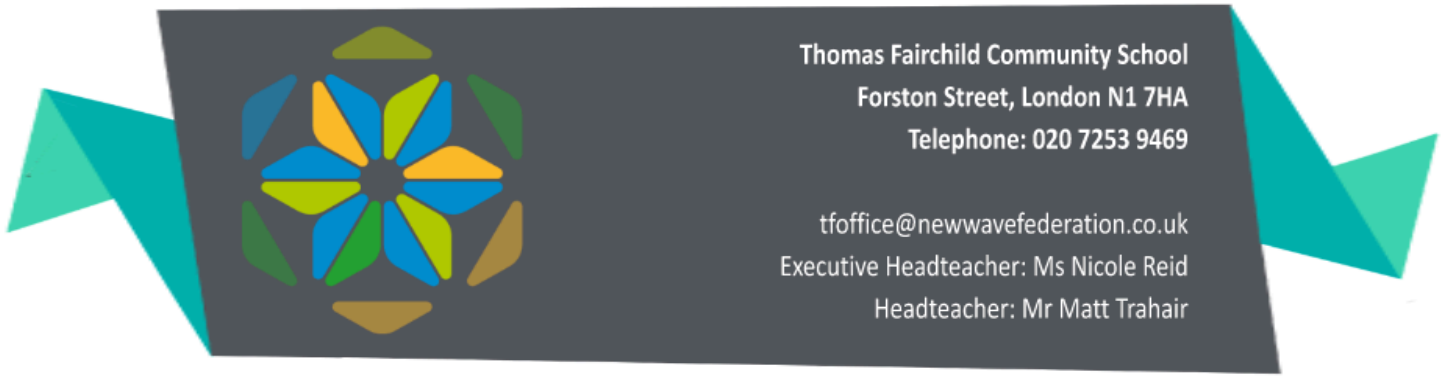 Thomas Fairchild Community School
Forston Street, London N1 7HA
Telephone: 020 7253 9469
tfoffice@newwavefederation.co.uk
Executive Headteacher: Ms Nicole Reid
Headteacher: Mr Matt Trahair